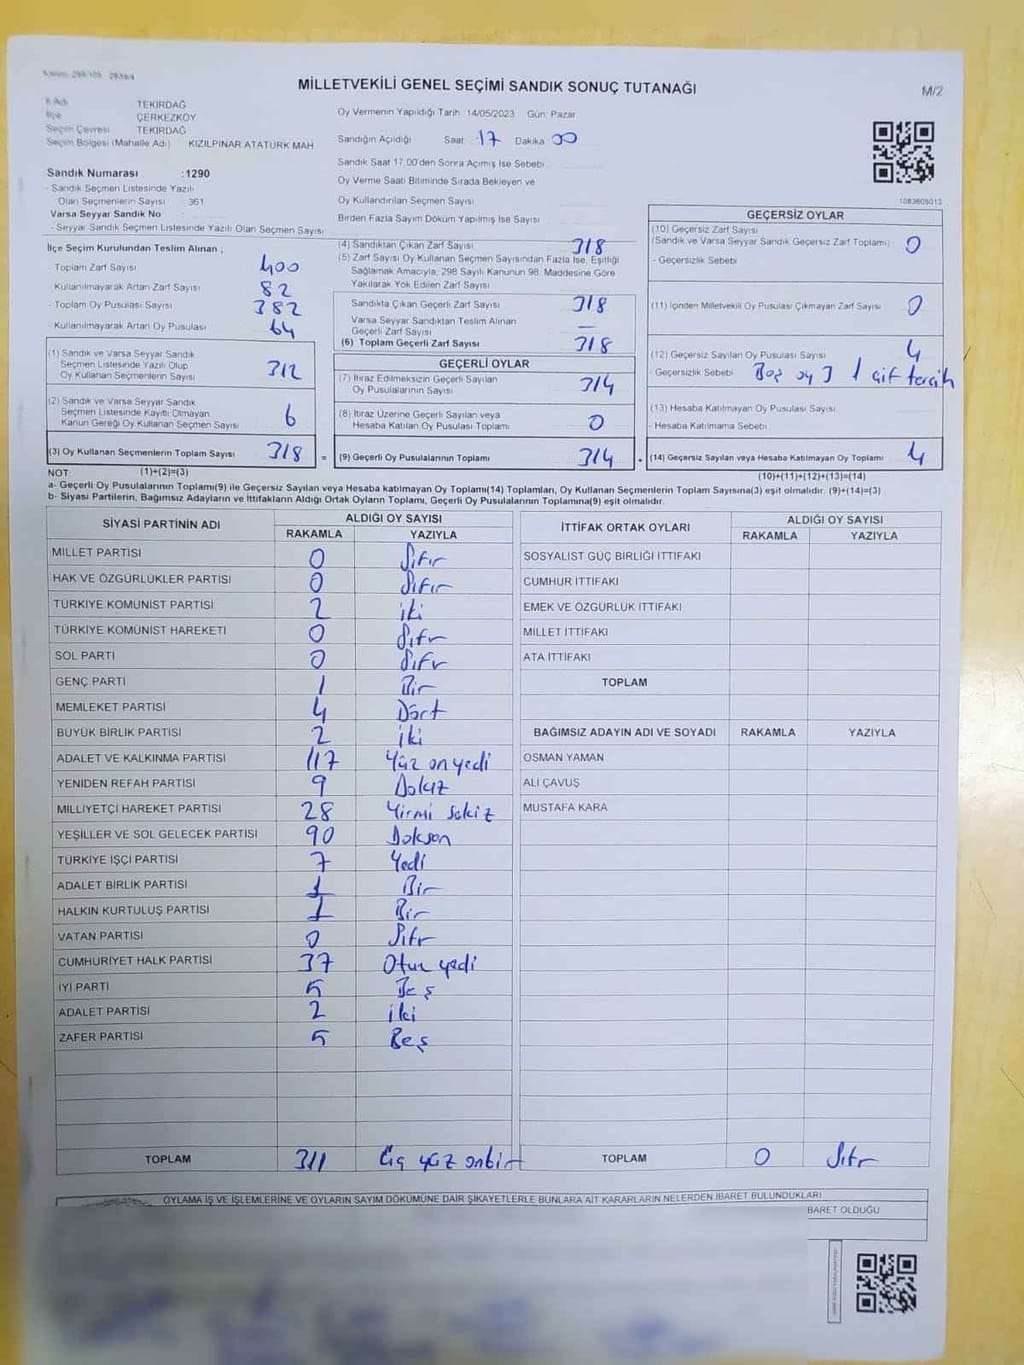 MİLLETVEKİLİ GENEL SEÇİMİ SANDIK SONUÇ TUTANAĞI
M/2
İl Adı TEKİRDAĞ
İlçe ÇERKEZKÖY
Seçim Çevresi TEKİRDAĞ
Seçim Bölgesi (Mahalle Adı) KIZILPINAR ATATÜRK MAH
Oy Vermenin Yapıldığı Tarih :14/05/2023 Gün: Pazar
Sandığın Açıldığı Saat :17 Dakika 00
Sandık Saat 17.00'den Sonra Açılmış İse Sebebi
Oy Verme Saati Bitiminde Sırada Bekleyen ve
Oy Kullandırılan Seçmen Sayısı
Birden Fazla Sayım Döküm Yapılmış İse Sayısı
1083605013
Sandık Numarası :1290
- Sandık Seçmen Listesinde Yazılı
Olan Seçmenlerin Sayısı : 361
Varsa Seyyar Sandık No
- Seyyar Sandık Seçmen Listesinde Yazılı Olan Seçmen Sayısı
İlçe Seçim Kurulundan Teslim Alınan ;
- Toplam Zarf Sayısı 400
- Kullanılmayarak Artan Zarf Sayısı 82
- Toplam Oy Pusulası Sayısı 382
- Kullanılmayarak Artan Oy Pusulası 64
(1) Sandık ve Varsa Seyyar Sandık
Seçmen Listesinde Yazılı Olup
Oy Kullanan Seçmenlerin Sayısı 312
(2) Sandık ve Varsa Seyyar Sandık
Seçmen Listesinde Kayıtlı Olmayan
Kanun Gereği Oy Kullanan Seçmen Sayısı 6
(3) Oy Kullanan Seçmenlerin Toplam Sayısı 318 =
(1)+(2)=(3)
(4) Sandıktan Çıkan Zarf Sayısı 318
(5) Zarf Sayısı Oy Kullanan Seçmen Sayısından Fazla İse, Eşitliği
Sağlamak Amacıyla, 298 Sayılı Kanunun 98. Maddesine Göre
Yakılarak Yok Edilen Zarf Sayısı
Sandıkta Çıkan Geçerli Zarf Sayısı 318
Varsa Seyyar Sandıktan Teslim Alınan
Geçerli Zarf Sayısı —
(6) Toplam Geçerli Zarf Sayısı 318
GEÇERLİ OYLAR
(7) İtiraz Edilmeksizin Geçerli Sayılan
Oy Pusulalarının Sayısı 314
(8) İtiraz Üzerine Geçerli Sayılan veya
Hesaba Katılan Oy Pusulası Toplamı 0
(9) Geçerli Oy Pusulalarının Toplamı 314
GEÇERSİZ OYLAR
(10) Geçersiz Zarf Sayısı
(Sandık ve Varsa Seyyar Sandık Geçersiz Zarf Toplamı) 0
- Geçersizlik Sebebi
(11) İçinden Milletvekili Oy Pusulası Çıkmayan Zarf Sayısı 0
(12) Geçersiz Sayılan Oy Pusulası Sayısı 4
- Geçersizlik Sebebi Boş oy 3 1 çift tercih
(13) Hesaba Katılmayan Oy Pusulası Sayısı
- Hesaba Katılmama Sebebi
(14) Geçersiz Sayılan veya Hesaba Katılmayan Oy Toplamı 4
(10)+(11)+(12)+(13)=(14)
NOT:
a- Geçerli Oy Pusulalarının Toplamı(9) ile Geçersiz Sayılan veya Hesaba katılmayan Oy Toplamı(14) Toplamları, Oy Kullanan Seçmenlerin Toplam Sayısına(3) eşit olmalıdır. (9)+(14)=(3)
b- Siyasi Partilerin, Bağımsız Adayların ve İttifakların Aldığı Ortak Oyların Toplamı, Geçerli Oy Pusulalarının Toplamına(9) eşit olmalıdır.
SİYASİ PARTİNİN ADI ALDIĞI OY SAYISI
RAKAMLA YAZIYLA
MİLLET PARTİSİ 0 Sıfır
HAK VE ÖZGÜRLÜKLER PARTİSİ 0 Sıfır
TÜRKİYE KOMÜNİST PARTİSİ 2 iki
TÜRKİYE KOMÜNİST HAREKETİ 0 Sıfr
SOL PARTİ 0 Sıfr
GENÇ PARTİ 1 Bir
MEMLEKET PARTİSİ 4 Dört
BÜYÜK BİRLİK PARTİSİ 2 iki
ADALET VE KALKINMA PARTİSİ 117 Yüz onyedi
YENİDEN REFAH PARTİSİ 9 Dokuz
MİLLİYETÇİ HAREKET PARTİSİ 28 Yirmi sekiz
YEŞİLLER VE SOL GELECEK PARTİSİ 90 Doksan
TÜRKİYE İŞÇİ PARTİSİ 7 Yedi
ADALET BİRLİK PARTİSİ 1 Bir
HALKIN KURTULUŞ PARTİSİ 1 Bir
VATAN PARTİSİ 0 Sıfr
CUMHURİYET HALK PARTİSİ 37 Otuz yedi
İYİ PARTİ 5 Beş
ADALET PARTİSİ 2 iki
ZAFER PARTİSİ 5 Beş
TOPLAM 311 Üç yüz onbir
İTTİFAK ORTAK OYLARI ALDIĞI OY SAYISI
RAKAMLA YAZIYLA
SOSYALİST GÜÇ BİRLİĞİ İTTİFAKI
CUMHUR İTTİFAKI
EMEK VE ÖZGÜRLÜK İTTİFAKI
MİLLET İTTİFAKI
ATA İTTİFAKI
TOPLAM
BAĞIMSIZ ADAYIN ADI VE SOYADI RAKAMLA YAZIYLA
OSMAN YAMAN
ALİ ÇAVUŞ
MUSTAFA KARA
TOPLAM 0 Sıfr
OYLAMA İŞ VE İŞLEMLERİNE VE OYLARIN SAYIM DÖKÜMÜNE DAİR ŞİKAYETLERLE BUNLARA AİT KARARLARIN NELERDEN İBARET BULUNDUKLARI
BARET OLDUĞU